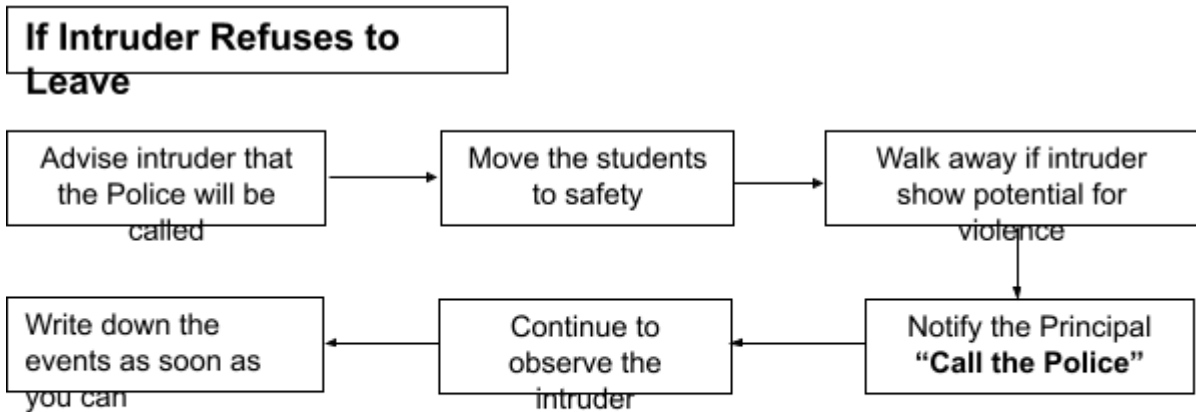 If Intruder Refuses to
Leave
Advise intruder that
the Police will be
called
Move the students
to safety
Walk away if intruder
show potential for
violence
Notify the Principal
“Call the Police”
Continue to
observe the
intruder
Write down the
events as soon as
you can